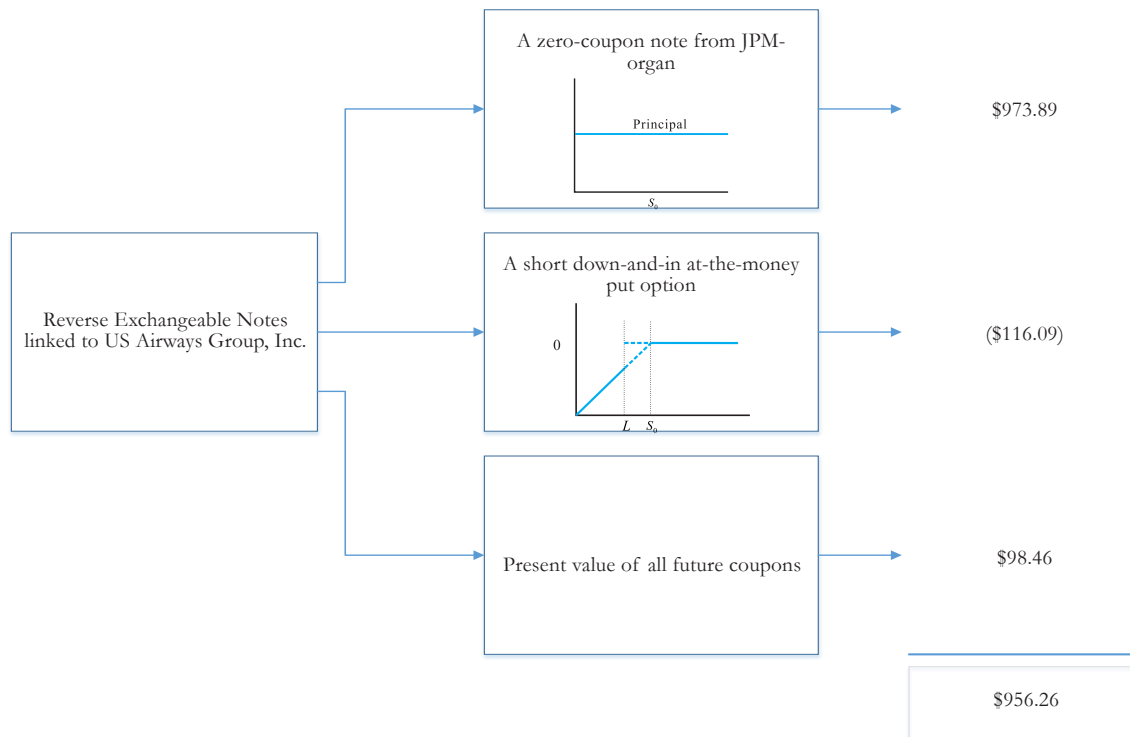 A zero-coupon note from JPM-
organ
Principal
S₀
$973.89
Reverse Exchangeable Notes
linked to US Airways Group, Inc.
A short down-and-in at-the-money
put option
0
L S₀
($116.09)
Present value of all future coupons
$98.46
$956.26